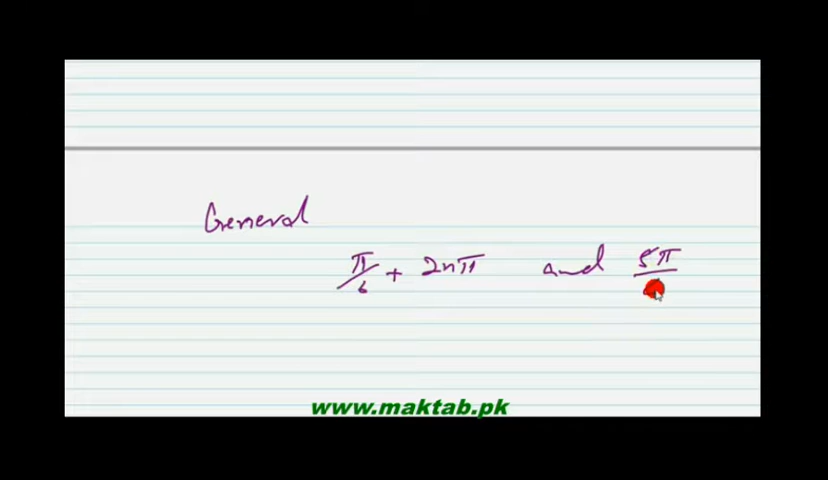 General
π/6 + 2nπ and 5π/
www.maktab.pk